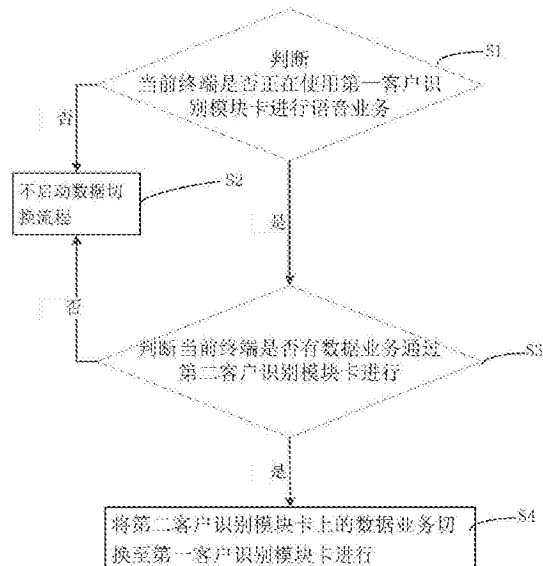 判断
当前终端是否正在使用第一客户识
别模块卡进行语音业务
S1
否
不启动数据切
换流程
S2
是
否
判断当前终端是否有数据业务通过
第二客户识别模块卡进行
S3
是
将第二客户识别模块卡上的数据业务切
换至第一客户识别模块卡进行
S4